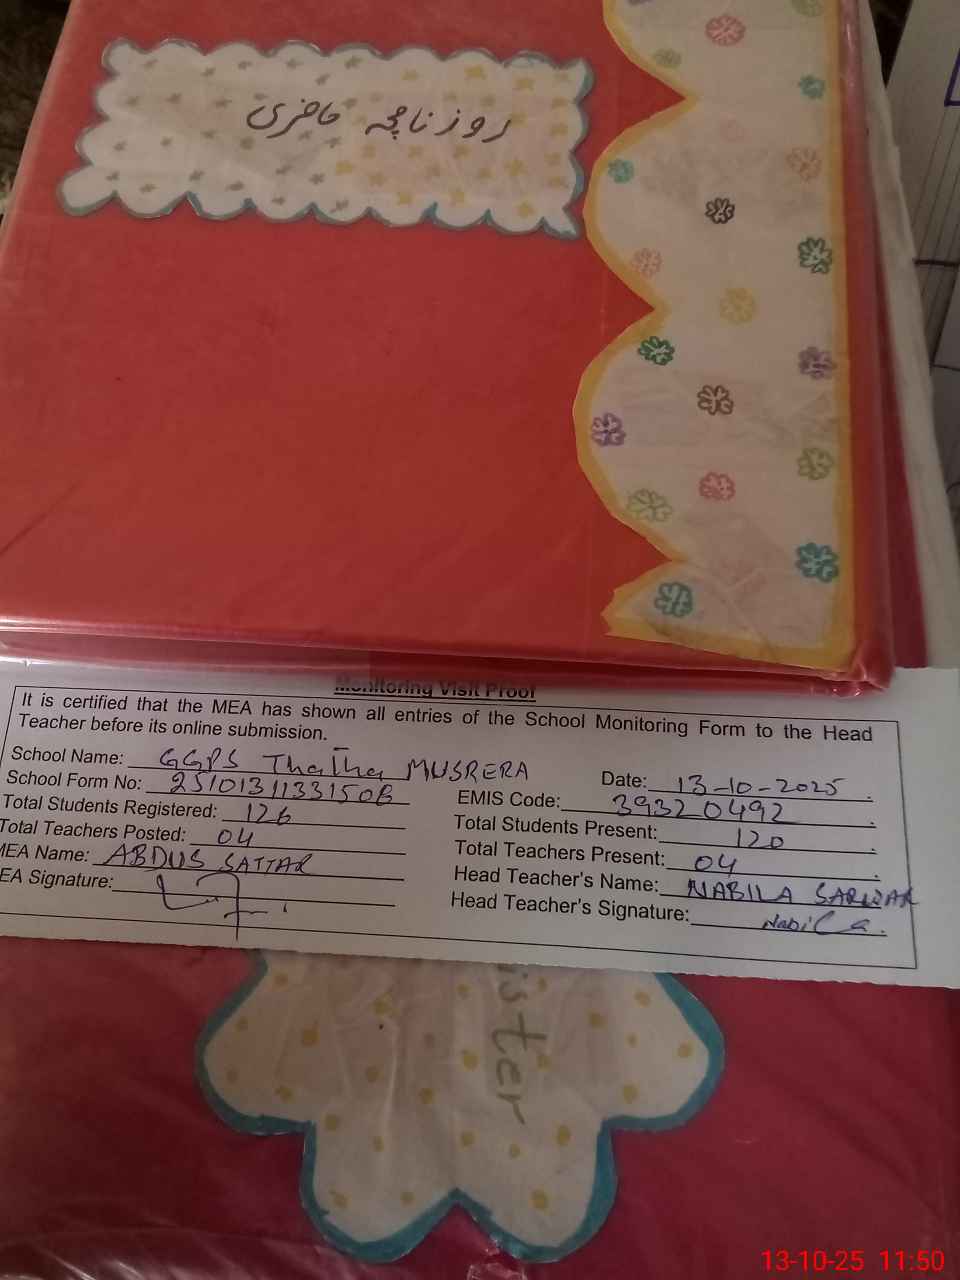 روزنامچہ حاضری
Monitoring Visit Proof
It is certified that the MEA has shown all entries of the School Monitoring Form to the Head
Teacher before its online submission.
School Name: GGPS Thatha MUSRERA Date: 13-10-2025
School Form No: 2510131133150B EMIS Code: 39320492
Total Students Registered: 126 Total Students Present: 120
Total Teachers Posted: 04 Total Teachers Present: 04
MEA Name: ABDUS SATTAR Head Teacher's Name: NABILA SARWAR
EA Signature: Head Teacher's Signature: Nabila.
ister
13-10-25 11:50